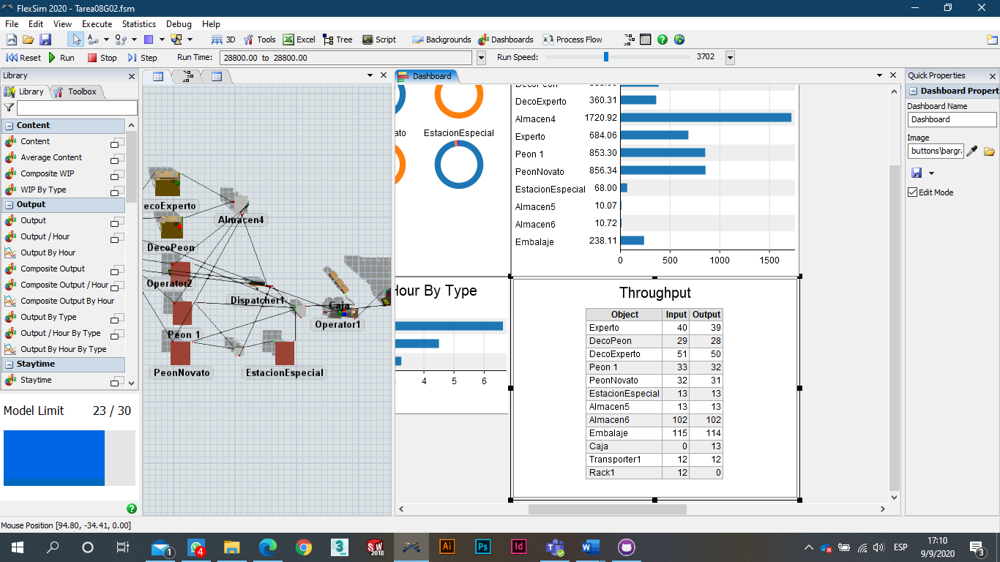 FlexSim 2020 - Tarea08G02.fsm
File Edit View Execute Statistics Debug Help
3D Tools Excel Tree Script Backgrounds Dashboards Process Flow
Reset Run Stop Step Run Time: 28800.00 to 28800.00 Run Speed: 3702
Library
Library Toolbox
Content
Content
Average Content
Composite WIP
WIP By Type
Output
Output
Output / Hour
Output By Hour
Composite Output
Composite Output / Hour
Composite Output By Hour
Output By Type
Output / Hour By Type
Output By Hour By Type
Staytime
Staytime
Model Limit 23 / 30
ecoExperto
Almacen4
DecoPeon
Operator2
Dispatcher1
Caja
Operator1
Peon 1
PeonNovato
EstacionEspecial
Dashboard
ato EstacionEspecial
DecoExperto 360.31
Almacen4 1720.92
Experto 684.06
Peon 1 853.30
PeonNovato 856.34
EstacionEspecial 68.00
Almacen5 10.07
Almacen6 10.72
Embalaje 238.11
0 500 1000 1500
Hour By Type
4 5 6
Throughput
Object Input Output
Experto 40 39
DecoPeon 29 28
DecoExperto 51 50
Peon 1 33 32
PeonNovato 32 31
EstacionEspecial 13 13
Almacen5 13 13
Almacen6 102 102
Embalaje 115 114
Caja 0 13
Transporter1 12 12
Rack1 12 0
Quick Properties
Dashboard Propert
Dashboard Name
Dashboard
Image
buttons\bargra
Edit Mode
Mouse Position [94.80, -34.41, 0.00]
1 4 3 SW 2018 Ai Ps Id T W ESP 17:10
9/9/2020 3